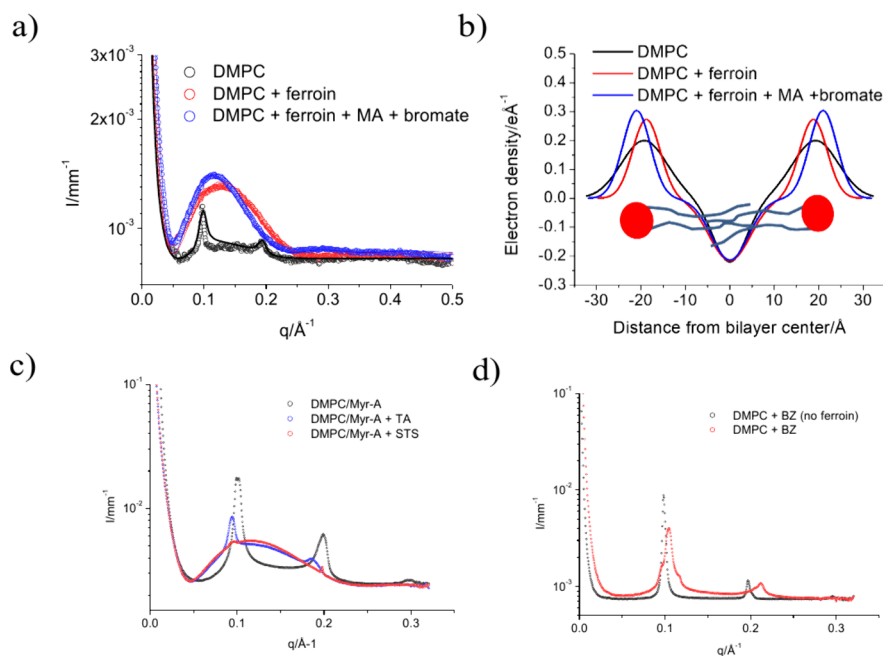 a)
3x10⁻³
2x10⁻³
10⁻³
I/mm⁻¹
DMPC
DMPC + ferroin
DMPC + ferroin + MA + bromate
0.0 0.1 0.2 0.3 0.4 0.5
q/Å⁻¹
b)
DMPC
DMPC + ferroin
DMPC + ferroin + MA +bromate
0.5
0.4
0.3
0.2
0.1
0.0
-0.1
-0.2
-0.3
Electron density/eÅ⁻¹
-30 -20 -10 0 10 20 30
Distance from bilayer center/Å
c)
10⁻¹
10⁻²
I/mm⁻¹
DMPC/Myr-A
DMPC/Myr-A + TA
DMPC/Myr-A + STS
0.0 0.1 0.2 0.3
q/Å-1
d)
10⁻¹
10⁻²
10⁻³
I/mm⁻¹
DMPC + BZ (no ferroin)
DMPC + BZ
0.0 0.1 0.2 0.3
q/Å⁻¹